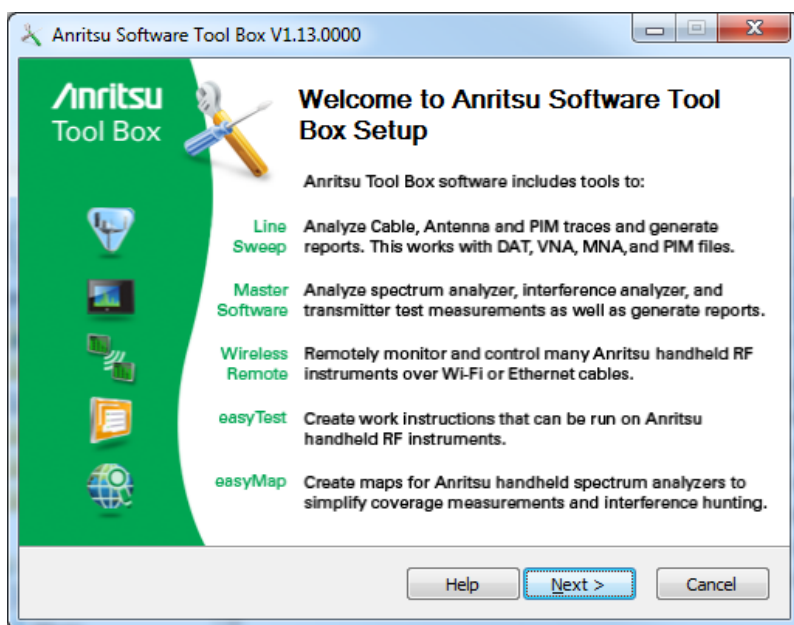 Anritsu Software Tool Box V1.13.0000
Anritsu
Tool Box
Welcome to Anritsu Software Tool
Box Setup
Anritsu Tool Box software includes tools to:
Line
Sweep
Analyze Cable, Antenna and PIM traces and generate
reports. This works with DAT, VNA, MNA, and PIM files.
Master
Software
Analyze spectrum analyzer, interference analyzer, and
transmitter test measurements as well as generate reports.
Wireless
Remote
Remotely monitor and control many Anritsu handheld RF
instruments over Wi-Fi or Ethernet cables.
easyTest
Create work instructions that can be run on Anritsu
handheld RF instruments.
easyMap
Create maps for Anritsu handheld spectrum analyzers to
simplify coverage measurements and interference hunting.
Help
Next >
Cancel